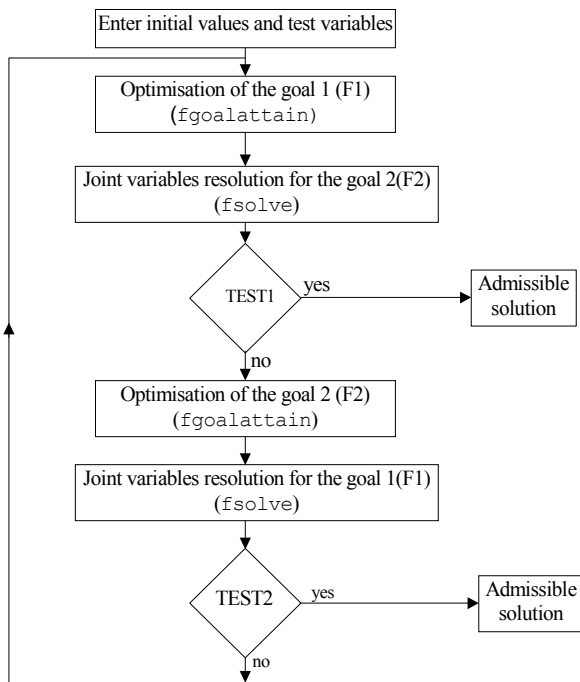 Enter initial values and test variables
Optimisation of the goal 1 (F1)
(fgoalattain)
Joint variables resolution for the goal 2(F2)
(fsolve)
TEST1
yes
Admissible
solution
no
Optimisation of the goal 2 (F2)
(fgoalattain)
Joint variables resolution for the goal 1(F1)
(fsolve)
TEST2
yes
Admissible
solution
no